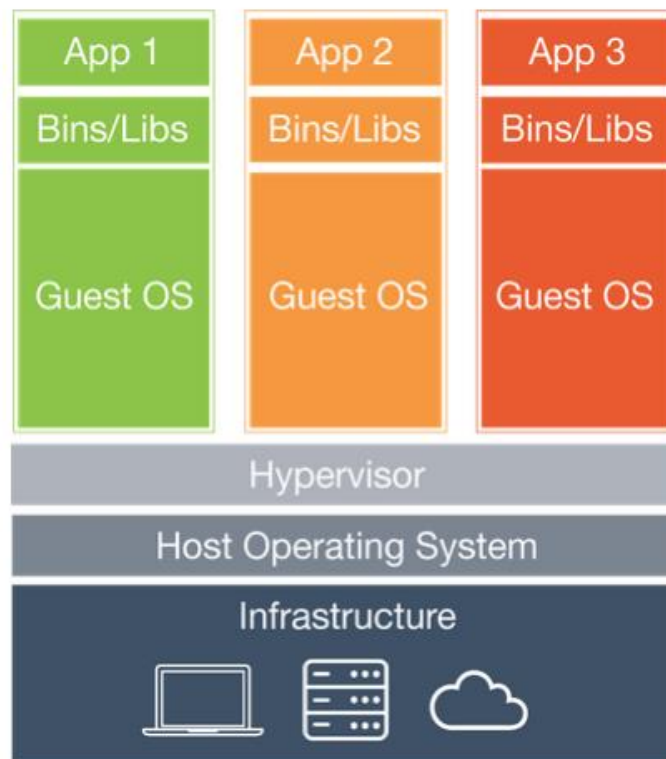 App 1
App 2
App 3
Bins/Libs
Bins/Libs
Bins/Libs
Guest OS
Guest OS
Guest OS
Hypervisor
Host Operating System
Infrastructure